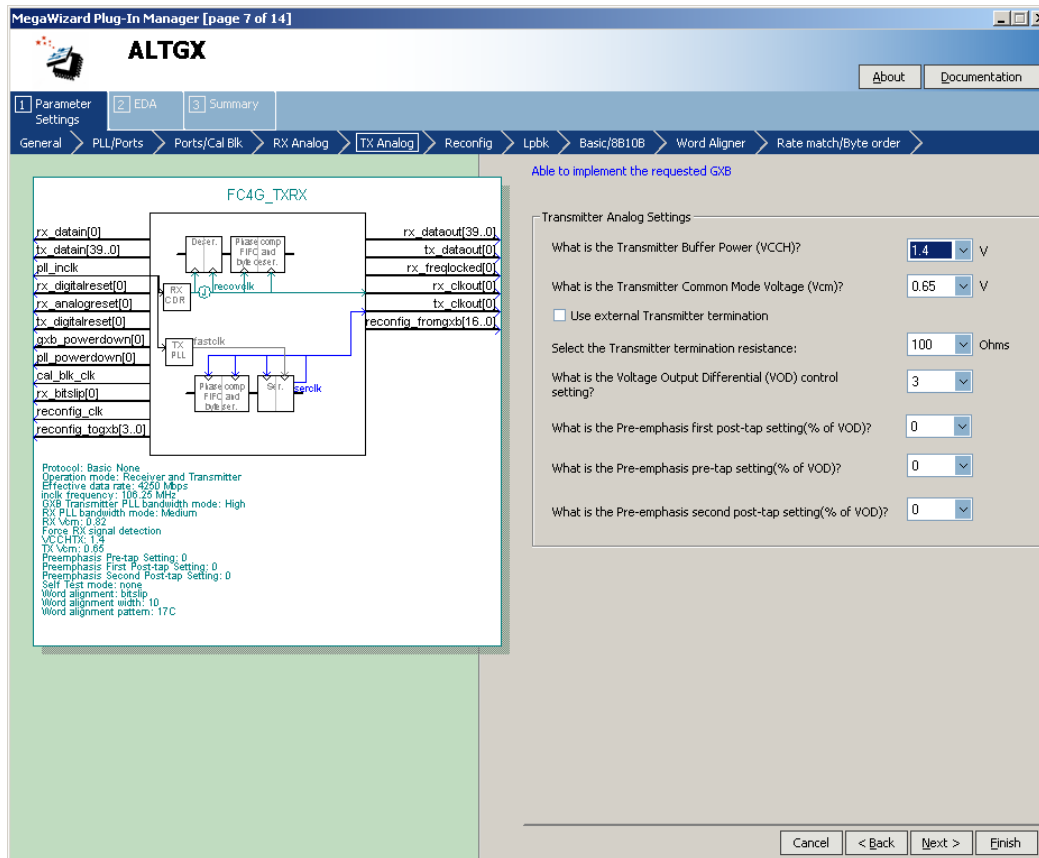 MegaWizard Plug-In Manager [page 7 of 14]
ALTGX
About
Documentation
1 Parameter Settings
2 EDA
3 Summary
General
PLL/Ports
Ports/Cal Blk
RX Analog
TX Analog
Reconfig
Lpbk
Basic/8B10B
Word Aligner
Rate match/Byte order
FC4G_TXRX
rx_datain[0]
tx_datain[39..0]
pll_inclk
rx_digitalreset[0]
rx_analogreset[0]
tx_digitalreset[0]
gxb_powerdown[0]
pll_powerdown[0]
cal_blk_clk
rx_bitslip[0]
reconfig_clk
reconfig_togxb[3..0]
Deser.
Phase comp
FIFO and
byte deser.
RX
CDR
recovclk
TX
PLL
fastclk
Phase comp
FIFO and
byte ser.
Ser.
serclk
rx_dataout[39..0]
tx_dataout[0]
rx_freqlocked[0]
rx_clkout[0]
tx_clkout[0]
reconfig_fromgxb[16..0]
Protocol: Basic None
Operation mode: Receiver and Transmitter
Effective data rate: 4250 Mbps
inclk frequency: 106.25 MHz
GXB Transmitter PLL bandwidth mode: High
RX PLL bandwidth mode: Medium
RX Vcm: 0.82
Force RX signal detection
VCCHTX: 1.4
TX Vcm: 0.65
Preemphasis Pre-tap Setting: 0
Preemphasis First Post-tap Setting: 0
Preemphasis Second Post-tap Setting: 0
Self Test mode: none
Word alignment: bitslip
Word alignment width: 10
Word alignment pattern: 17C
Able to implement the requested GXB
Transmitter Analog Settings
What is the Transmitter Buffer Power (VCCH)? 1.4 V
What is the Transmitter Common Mode Voltage (Vcm)? 0.65 V
Use external Transmitter termination
Select the Transmitter termination resistance: 100 Ohms
What is the Voltage Output Differential (VOD) control
setting? 3
What is the Pre-emphasis first post-tap setting(% of VOD)? 0
What is the Pre-emphasis pre-tap setting(% of VOD)? 0
What is the Pre-emphasis second post-tap setting(% of VOD)? 0
Cancel
< Back
Next >
Finish